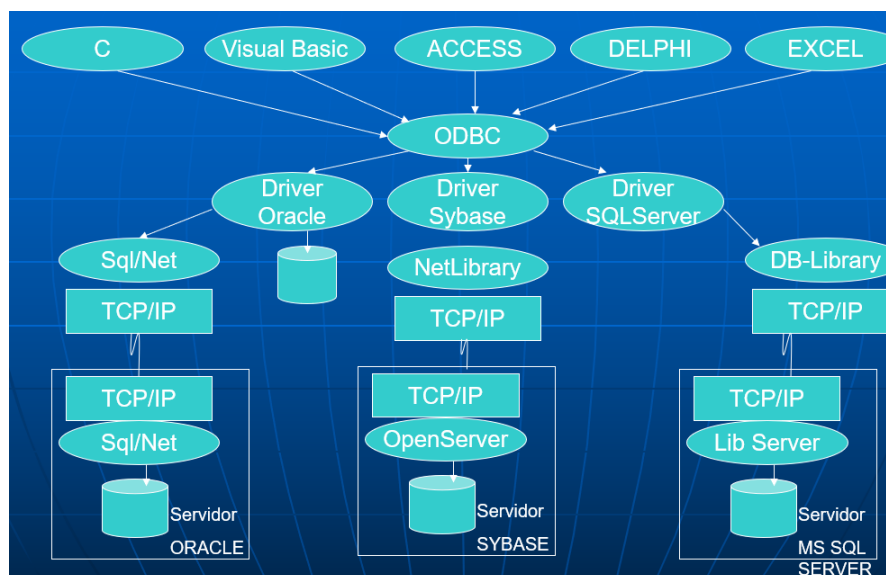 C
Visual Basic
ACCESS
DELPHI
EXCEL
ODBC
Driver
Oracle
Driver
Sybase
Driver
SQLServer
Sql/Net
NetLibrary
DB-Library
TCP/IP
TCP/IP
TCP/IP
TCP/IP
TCP/IP
TCP/IP
Sql/Net
OpenServer
Lib Server
Servidor
ORACLE
Servidor
SYBASE
Servidor
MS SQL
SERVER